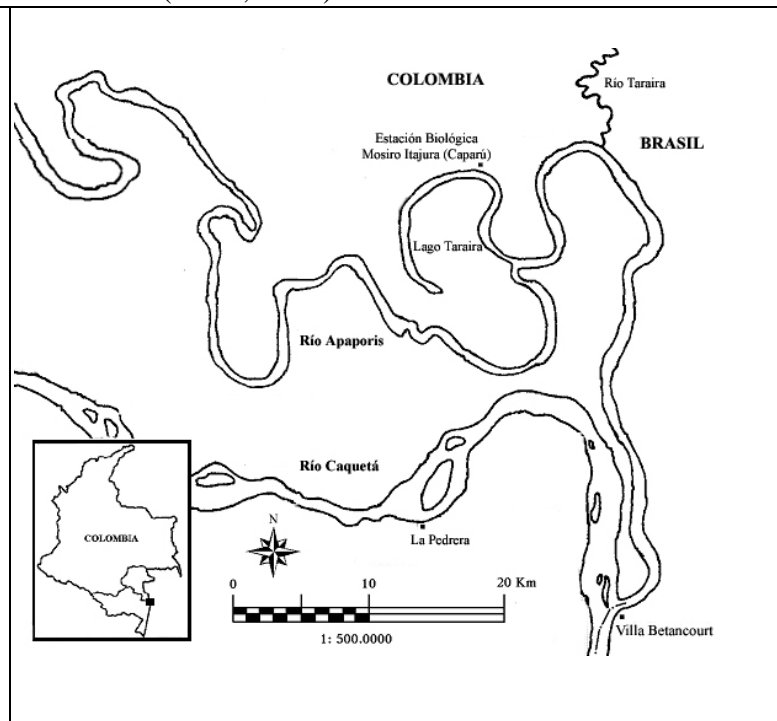 COLOMBIA
Río Taraira
Estación Biológica
Mosiro Itajura (Caparú)
BRASIL
Lago Taraira
Río Apaporis
Río Caquetá
N
La Pedrera
COLOMBIA
0 10 20 Km
1: 500.0000
Villa Betancourt